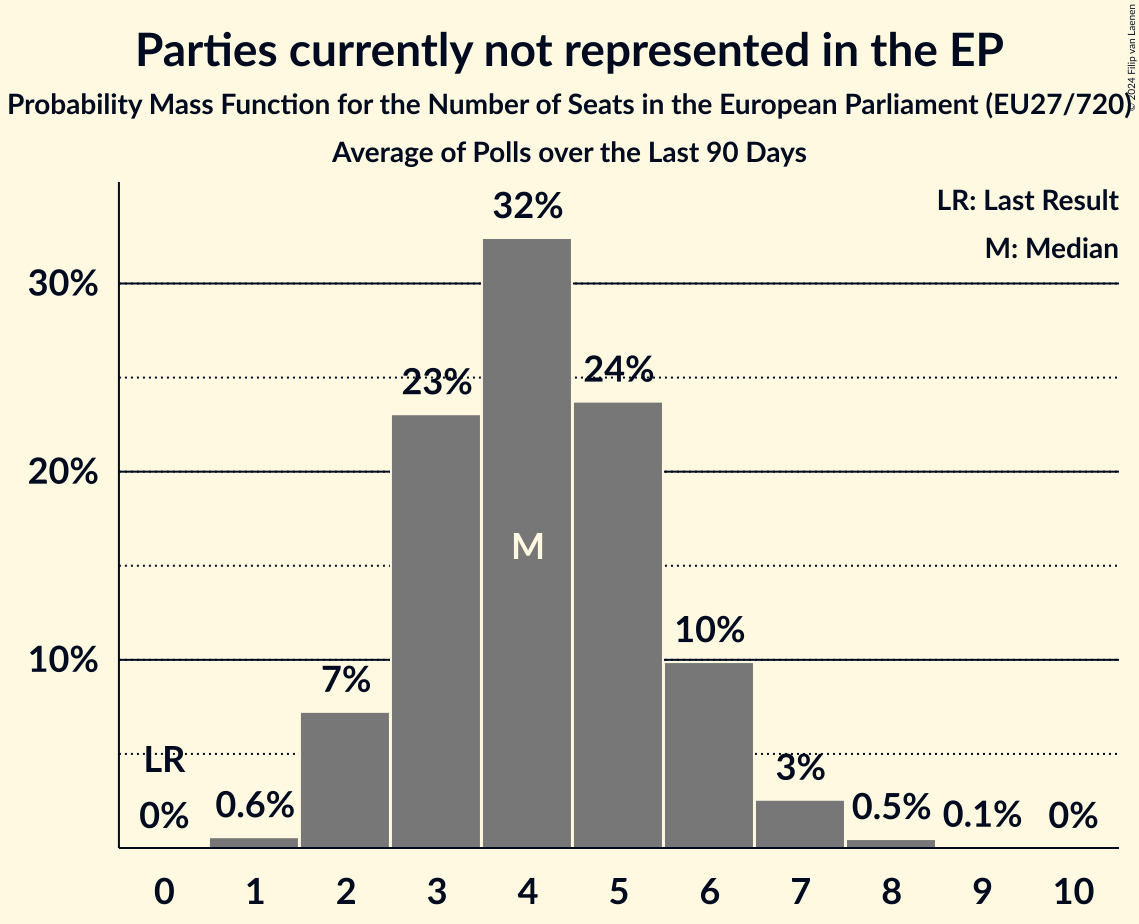 Parties currently not represented in the EP
Probability Mass Function for the Number of Seats in the European Parliament (EU27/720)
Average of Polls over the Last 90 Days
© 2024 Filip van Laenen
LR: Last Result
M: Median
30%
20%
10%
LR
0%
0.6%
7%
23%
32%
M
24%
10%
3%
0.5%
0.1%
0%
0 1 2 3 4 5 6 7 8 9 10